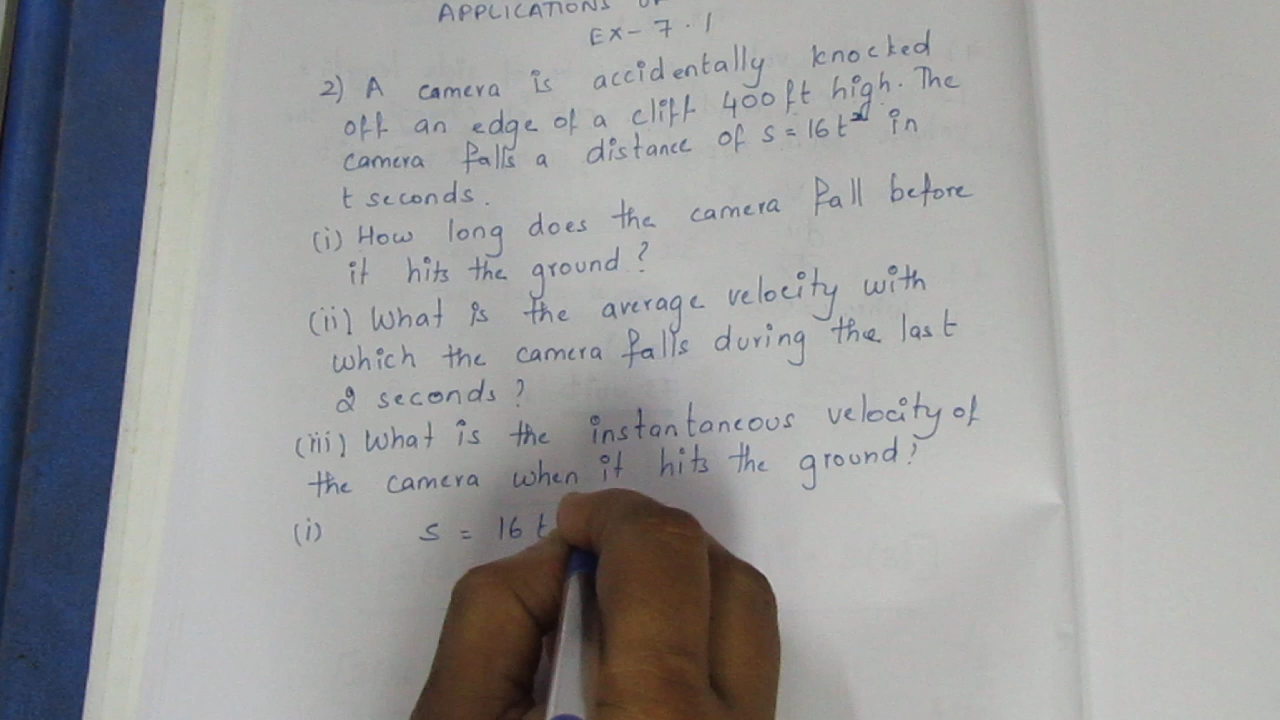 APPLICATIONS
EX - 7.1
2) A camera is accidentally knocked
off an edge of a cliff 400 ft high. The
camera falls a distance of s = 16t² in
t seconds.
(i) How long does the camera fall before
it hits the ground?
(ii) What is the average velocity with
which the camera falls during the last
2 seconds?
(iii) What is the instantaneous velocity of
the camera when it hits the ground?
(i) s = 16 t